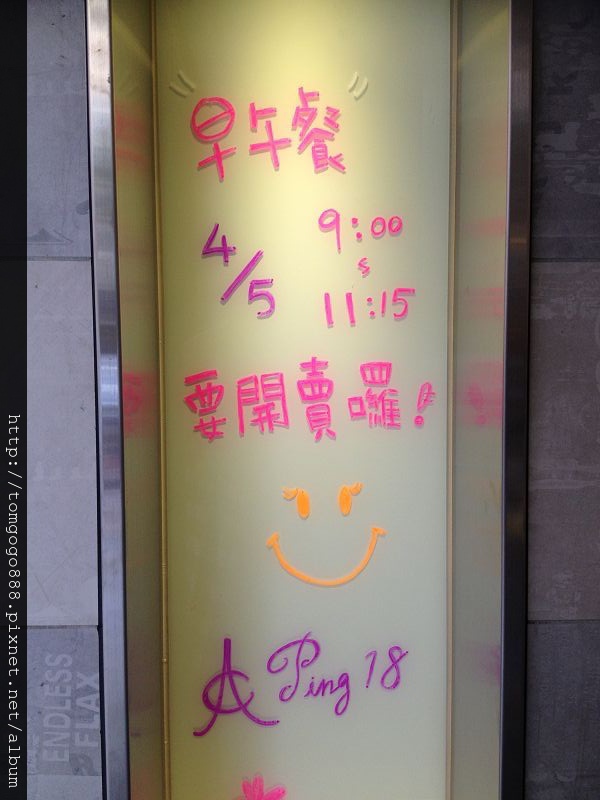 早午餐
4/5 9:00
~
11:15
要開賣囉!
A Ping 18
http://tomgogo888.pixnet.net/album
ENDLESS
FLAX